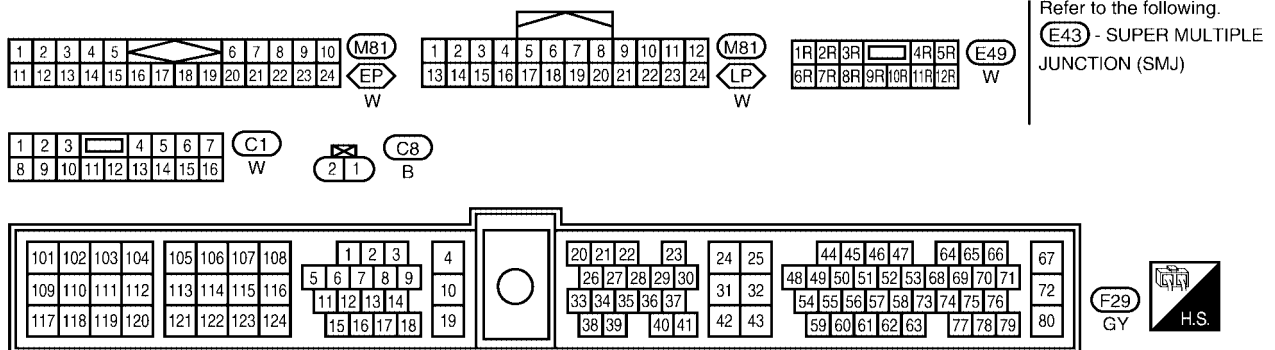 Refer to the following.
E43 - SUPER MULTIPLE
JUNCTION (SMJ)
1 2 3 4 5 6 7 8 9 10
11 12 13 14 15 16 17 18 19 20 21 22 23 24
M81
EP
W
1 2 3 4 5 6 7 8 9 10 11 12
13 14 15 16 17 18 19 20 21 22 23 24
M81
LP
W
1R 2R 3R 4R 5R
6R 7R 8R 9R 10R 11R 12R
E49
W
1 2 3 4 5 6 7
8 9 10 11 12 13 14 15 16
C1
W
2 1
C8
B
101 102 103 104 105 106 107 108 1 2 3 4 20 21 22 23 24 25 44 45 46 47 64 65 66 67
5 6 7 8 9 26 27 28 29 30 48 49 50 51 52 53 68 69 70 71
109 110 111 112 113 114 115 116 10 31 32 72
11 12 13 14 33 34 35 36 37 54 55 56 57 58 73 74 75 76
117 118 119 120 121 122 123 124 15 16 17 18 19 38 39 40 41 42 43 59 60 61 62 63 77 78 79 80
F29
GY
H.S.